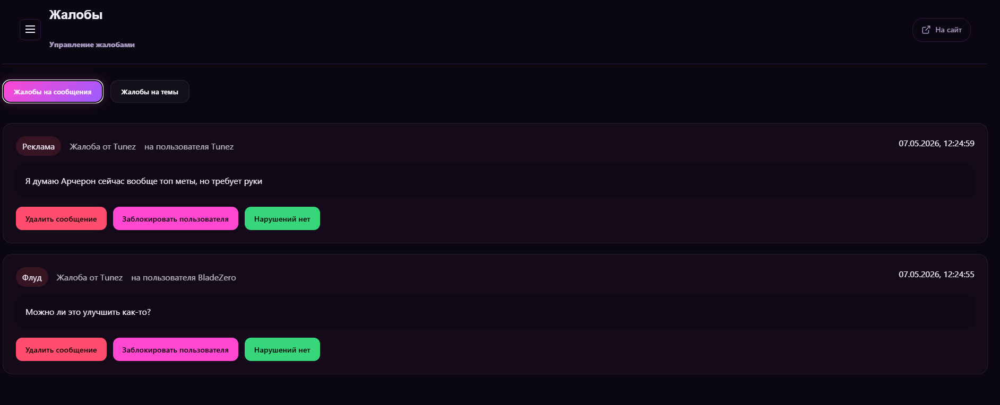 Жалобы
Управление жалобами
На сайт
Жалобы на сообщения
Жалобы на темы
Реклама Жалоба от Tunez на пользователя Tunez 07.05.2026, 12:24:59
Я думаю Арчерон сейчас вообще топ меты, но требует руки
Удалить сообщение Заблокировать пользователя Нарушений нет
Флуд Жалоба от Tunez на пользователя BladeZero 07.05.2026, 12:24:55
Можно ли это улучшить как-то?
Удалить сообщение Заблокировать пользователя Нарушений нет